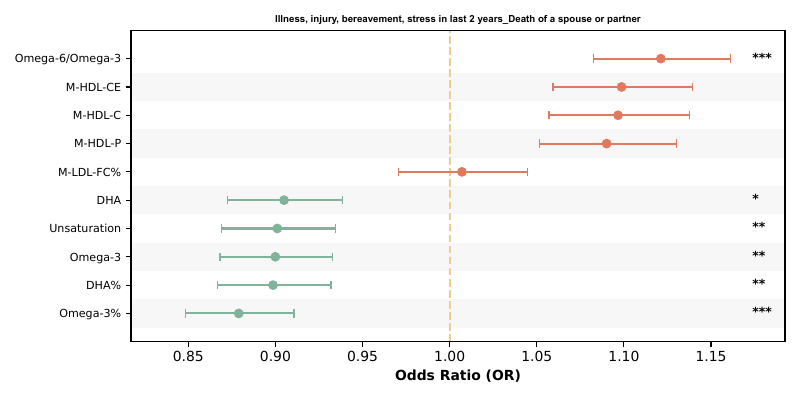 Illness, injury, bereavement, stress in last 2 years_Death of a spouse or partner
Omega-6/Omega-3 ***
M-HDL-CE
M-HDL-C
M-HDL-P
M-LDL-FC%
DHA *
Unsaturation **
Omega-3 **
DHA% **
Omega-3% ***
0.85 0.90 0.95 1.00 1.05 1.10 1.15
Odds Ratio (OR)